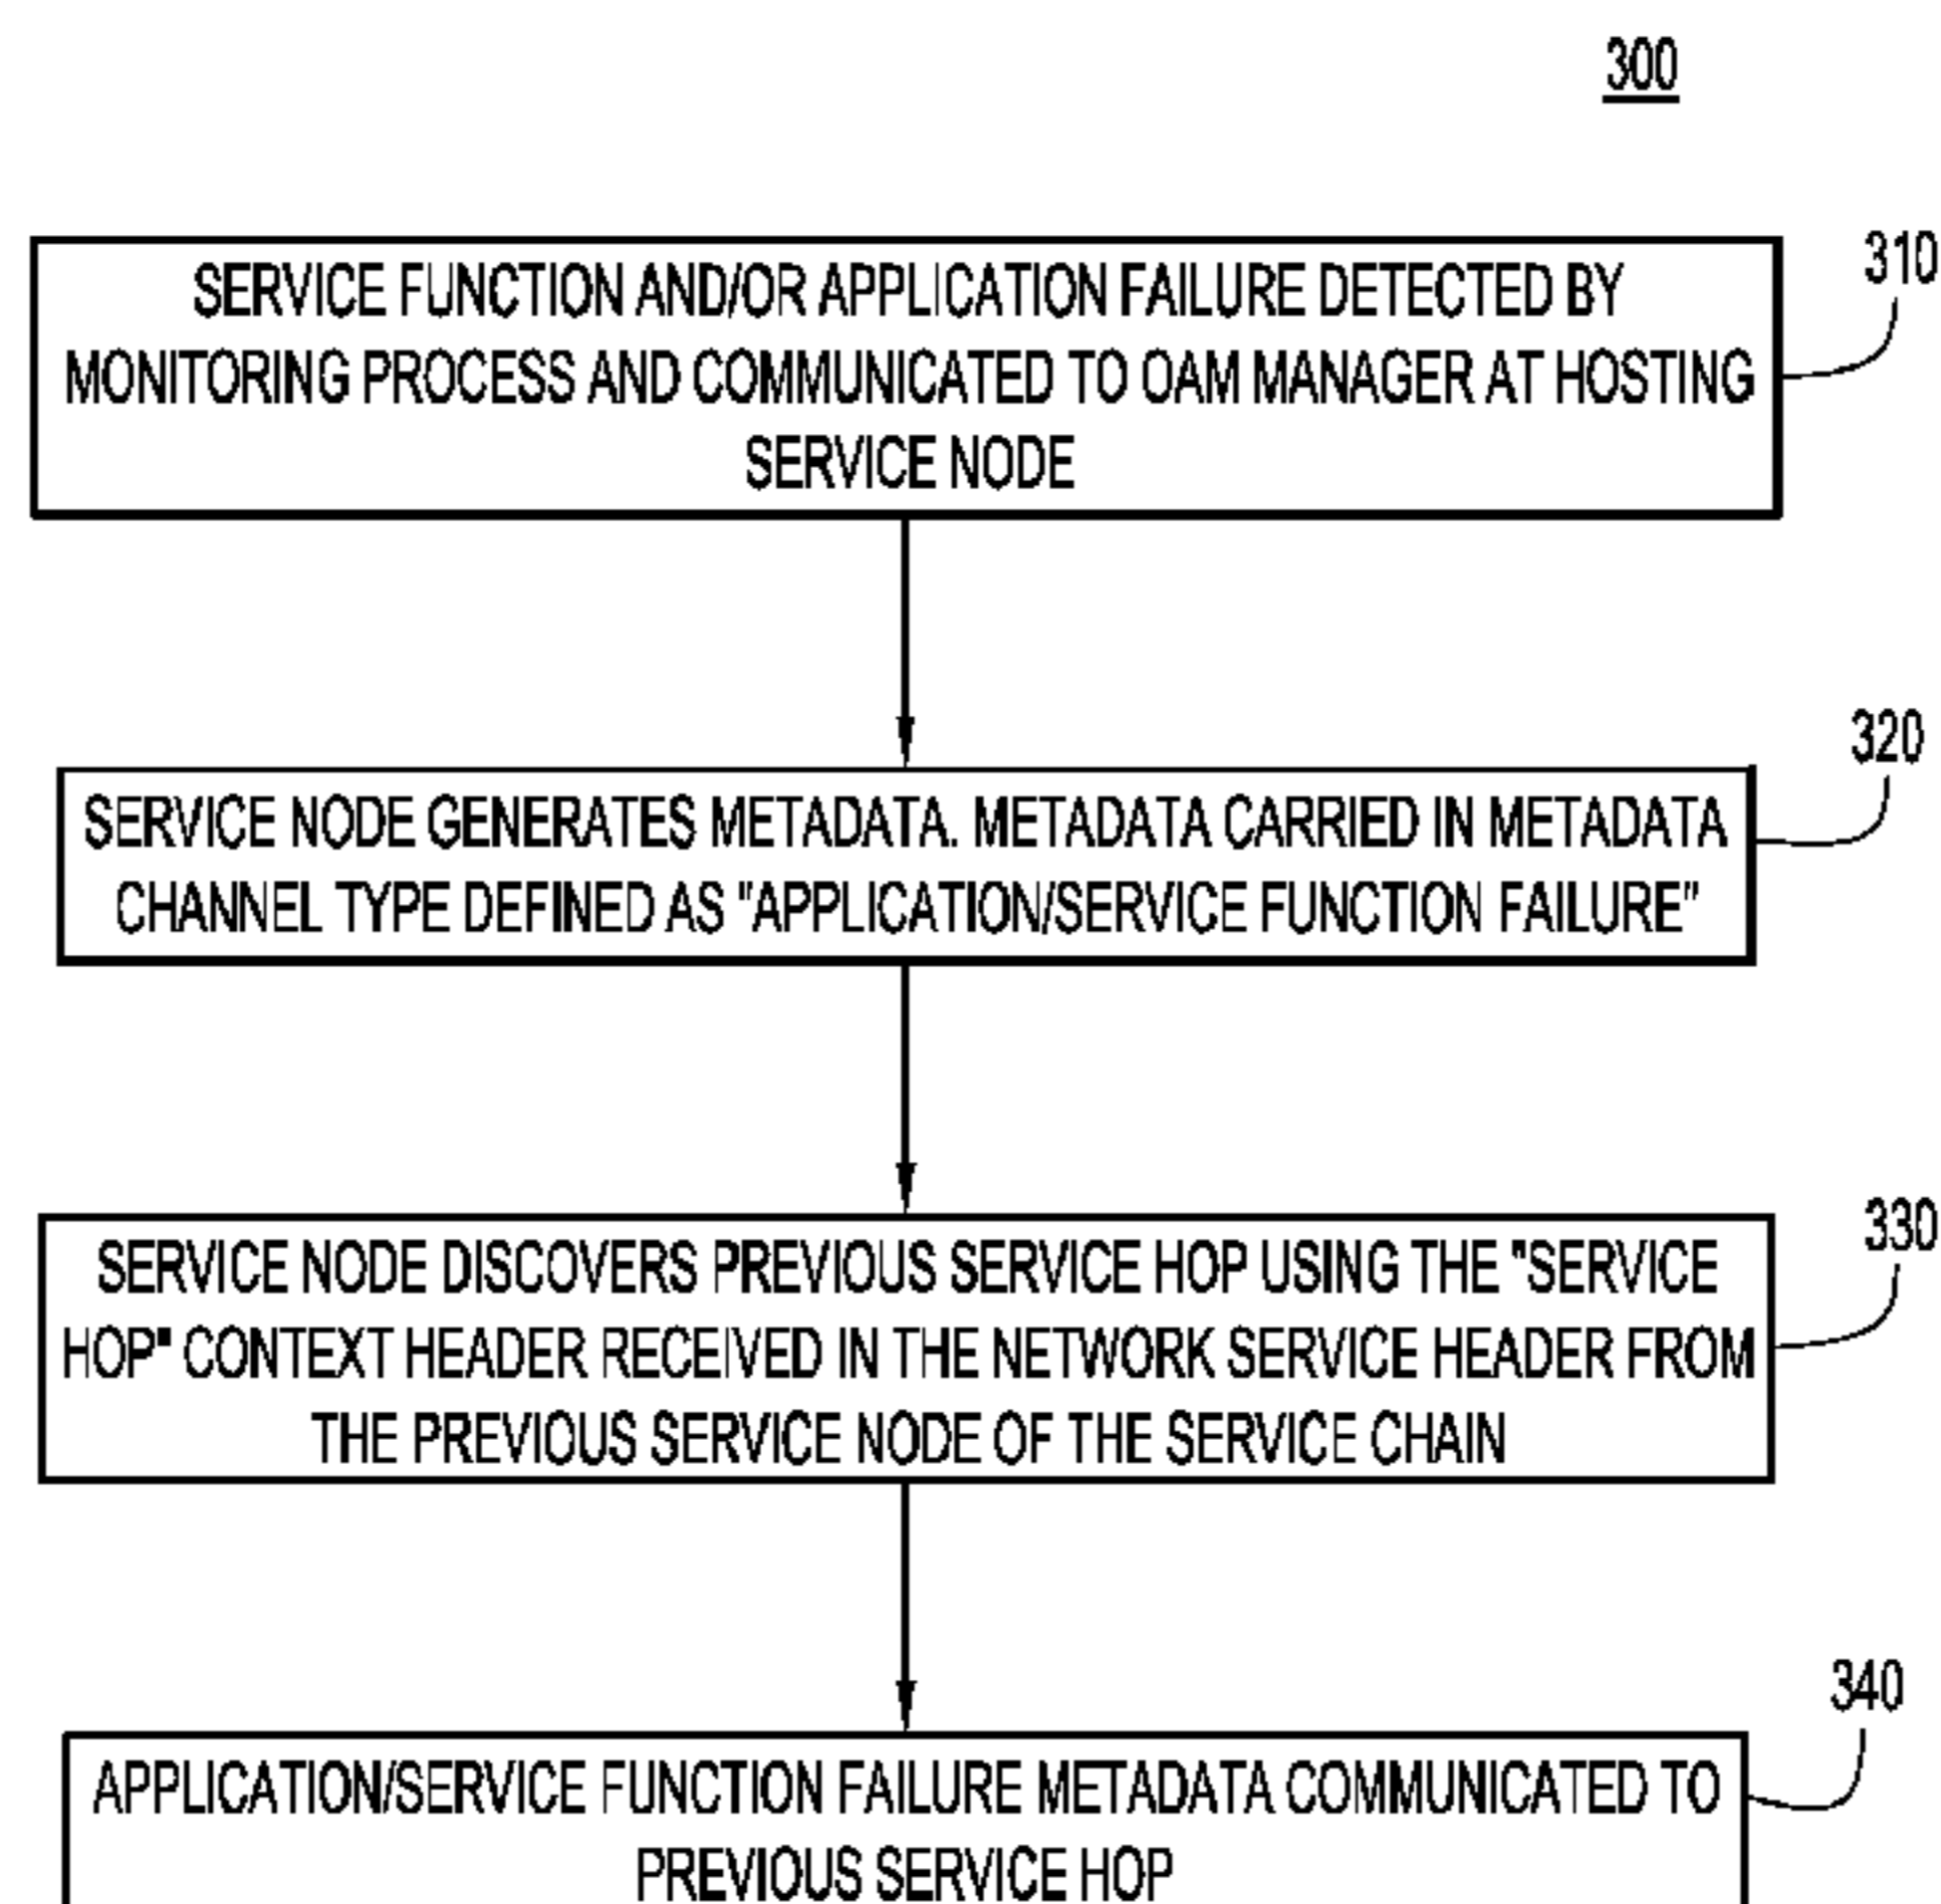 300
310
SERVICE FUNCTION AND/OR APPLICATION FAILURE DETECTED BY
MONITORING PROCESS AND COMMUNICATED TO OAM MANAGER AT HOSTING
SERVICE NODE
320
SERVICE NODE GENERATES METADATA. METADATA CARRIED IN METADATA
CHANNEL TYPE DEFINED AS "APPLICATION/SERVICE FUNCTION FAILURE"
330
SERVICE NODE DISCOVERS PREVIOUS SERVICE HOP USING THE "SERVICE
HOP" CONTEXT HEADER RECEIVED IN THE NETWORK SERVICE HEADER FROM
THE PREVIOUS SERVICE NODE OF THE SERVICE CHAIN
340
APPLICATION/SERVICE FUNCTION FAILURE METADATA COMMUNICATED TO
PREVIOUS SERVICE HOP